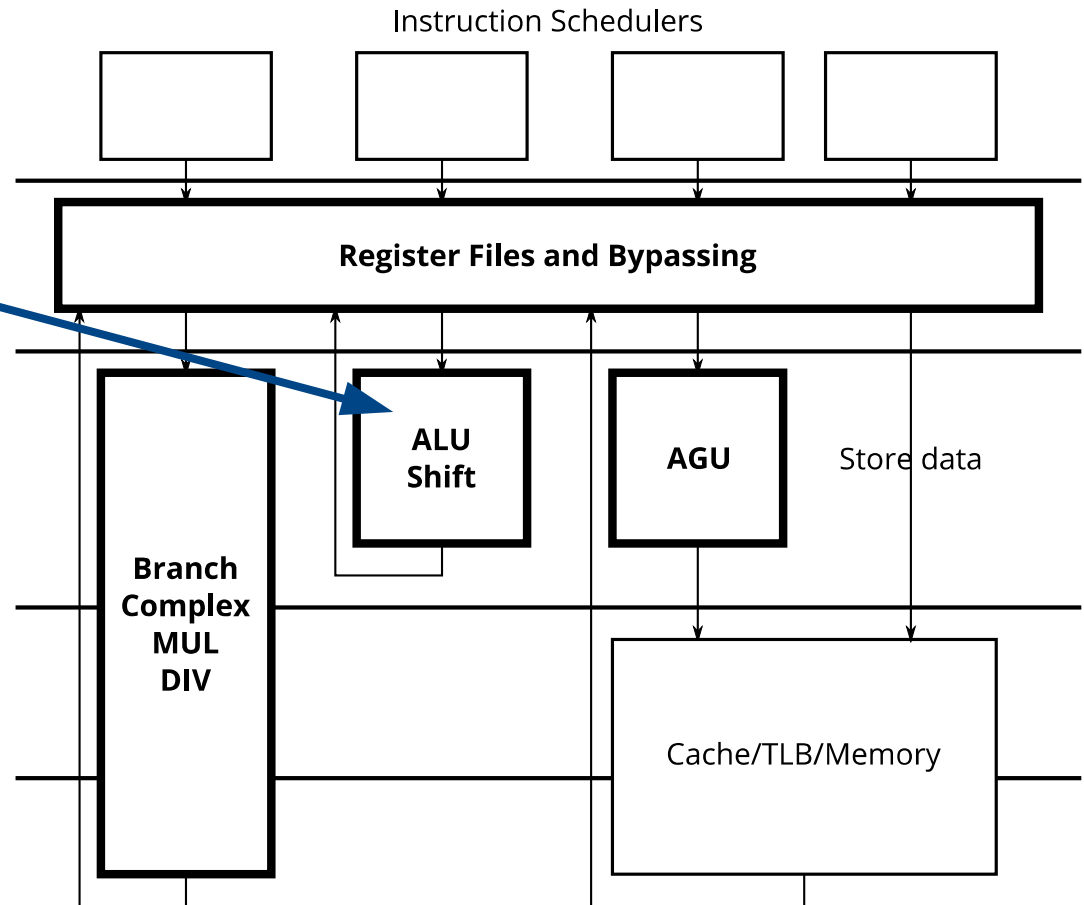 Instruction Schedulers
Register Files and Bypassing
ALU
Shift
AGU
Store data
Branch
Complex
MUL
DIV
Cache/TLB/Memory